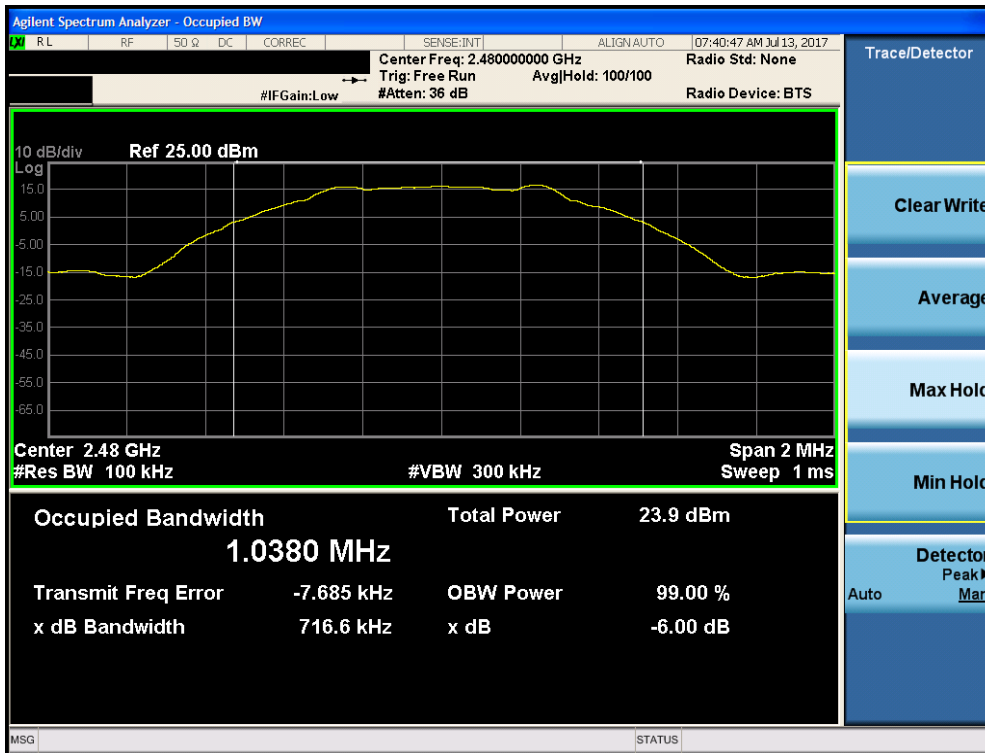 Agilent Spectrum Analyzer - Occupied BW
LXI RL RF 50 Ω DC CORREC SENSE:INT ALIGN AUTO 07:40:47 AM Jul 13, 2017
Center Freq: 2.480000000 GHz Radio Std: None
Trig: Free Run Avg|Hold: 100/100
#IFGain:Low #Atten: 36 dB Radio Device: BTS
Trace/Detector
10 dB/div Ref 25.00 dBm
Log
15.0
5.00
-5.00
-15.0
-25.0
-35.0
-45.0
-55.0
-65.0
Center 2.48 GHz Span 2 MHz
#Res BW 100 kHz #VBW 300 kHz Sweep 1 ms
Occupied Bandwidth Total Power 23.9 dBm
1.0380 MHz
Transmit Freq Error -7.685 kHz OBW Power 99.00 %
x dB Bandwidth 716.6 kHz x dB -6.00 dB
Clear Write
Average
Max Hold
Min Hold
Detector
Peak
Auto Man
MSG STATUS